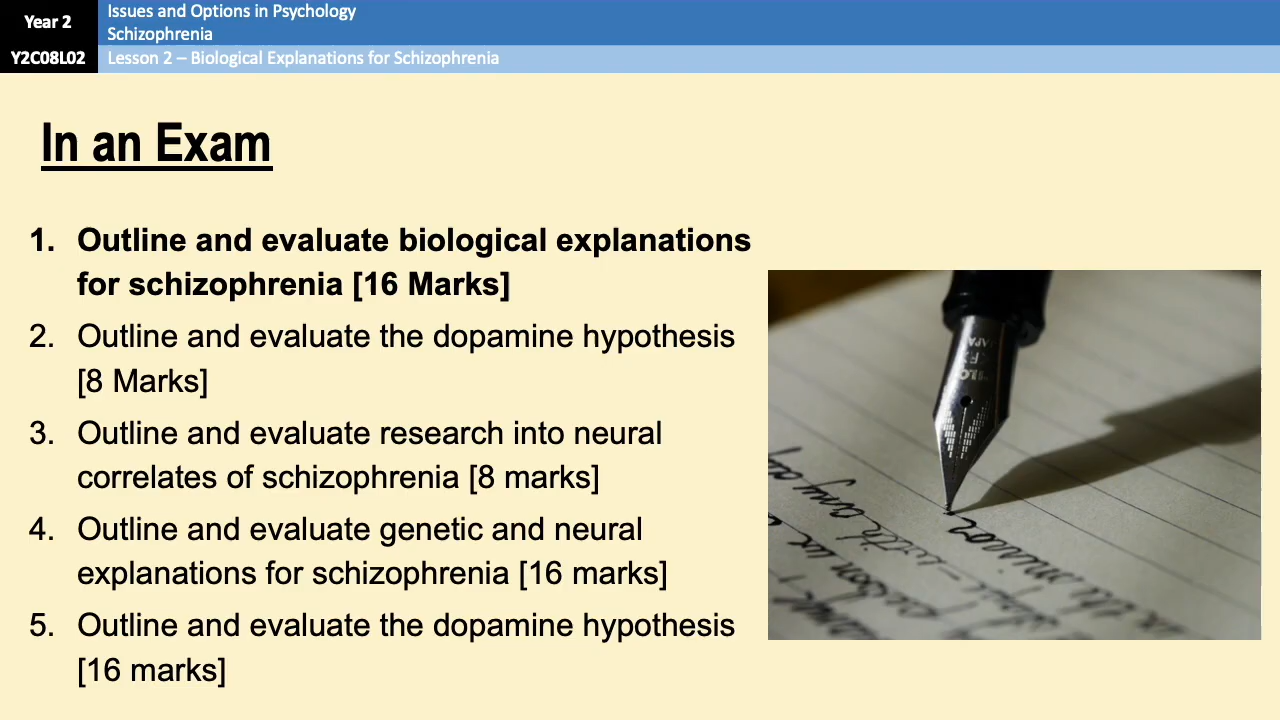 Year 2
Issues and Options in Psychology
Schizophrenia
Y2C08L02
Lesson 2 – Biological Explanations for Schizophrenia
In an Exam
1. Outline and evaluate biological explanations
for schizophrenia [16 Marks]
2. Outline and evaluate the dopamine hypothesis
[8 Marks]
3. Outline and evaluate research into neural
correlates of schizophrenia [8 marks]
4. Outline and evaluate genetic and neural
explanations for schizophrenia [16 marks]
5. Outline and evaluate the dopamine hypothesis
[16 marks]